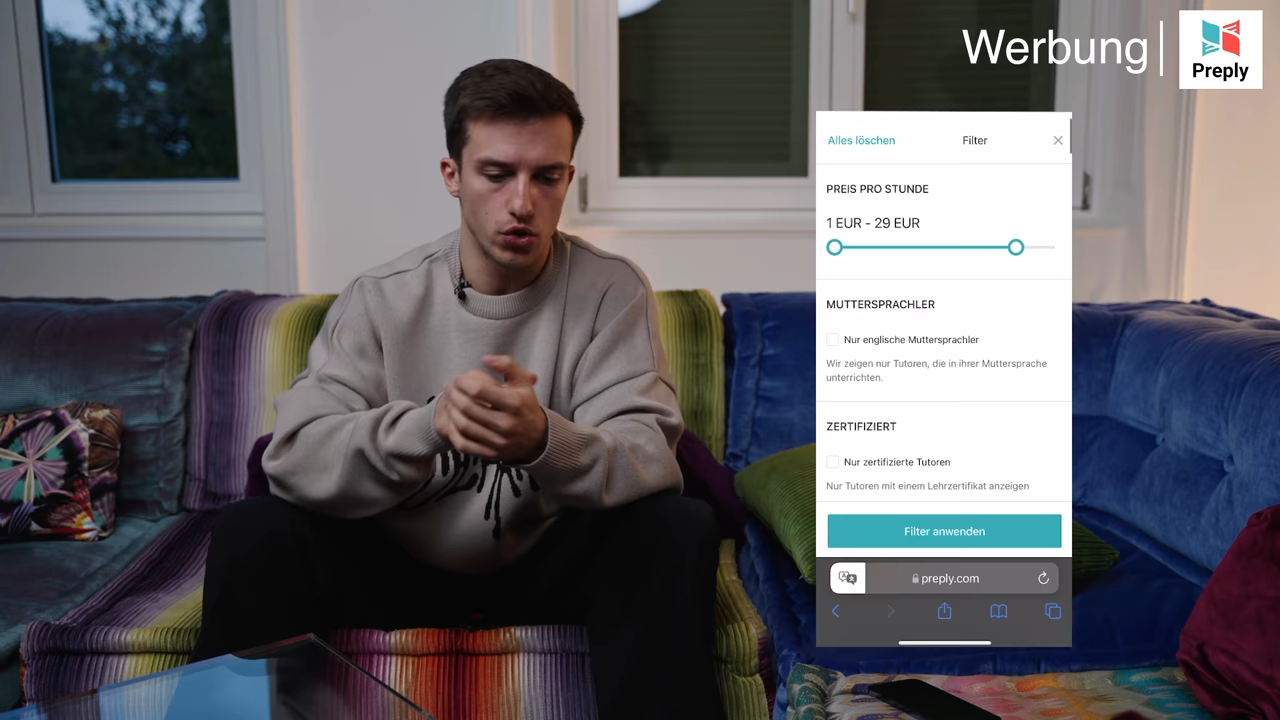 Werbung
Preply
Alles löschen
Filter
PREIS PRO STUNDE
1 EUR - 29 EUR
MUTTERSPRACHLER
Nur englische Muttersprachler
Wir zeigen nur Tutoren, die in ihrer Muttersprache
unterrichten.
ZERTIFIZIERT
Nur zertifizierte Tutoren
Nur Tutoren mit einem Lehrzertifikat anzeigen
Filter anwenden
preply.com